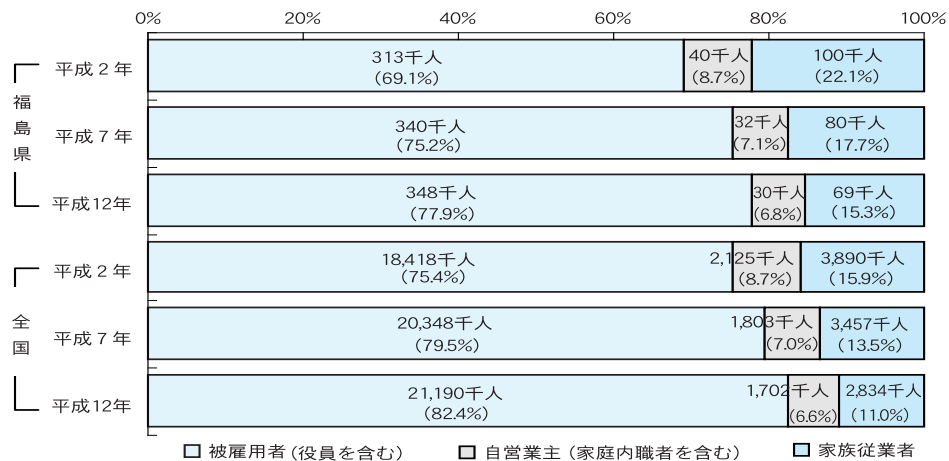 0% 20% 40% 60% 80% 100%
福島県
平成2年
313千人 40千人 100千人
(69.1%) (8.7%) (22.1%)
平成7年
340千人 32千人 80千人
(75.2%) (7.1%) (17.7%)
平成12年
348千人 30千人 69千人
(77.9%) (6.8%) (15.3%)
全国
平成2年
18,418千人 2,125千人 3,890千人
(75.4%) (8.7%) (15.9%)
平成7年
20,348千人 1,803千人 3,457千人
(79.5%) (7.0%) (13.5%)
平成12年
21,190千人 1,702千人 2,834千人
(82.4%) (6.6%) (11.0%)
被雇用者(役員を含む) 自営業主(家庭内職者を含む) 家族従業者